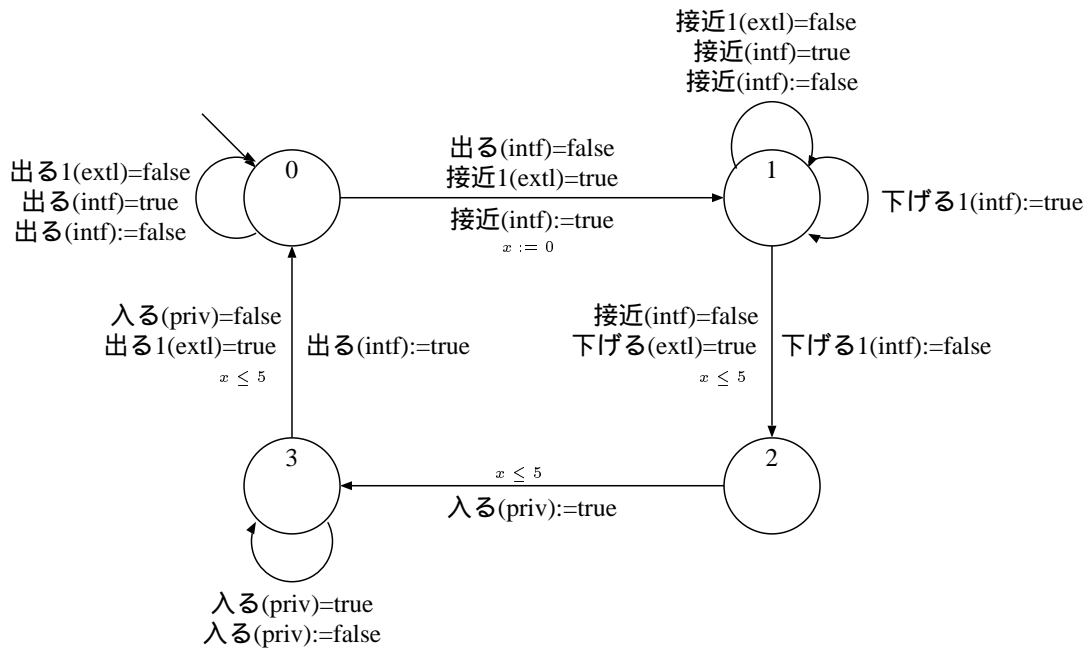 接近1(extl)=false
接近(intf)=true
接近(intf):=false
0
1
出る1(extl)=false
出る(intf)=true
出る(intf):=false
出る(intf)=false
接近1(extl)=true
接近(intf):=true
x := 0
下げる1(intf):=true
入る(priv)=false
出る1(extl)=true
x ≤ 5
出る(intf):=true
接近(intf)=false
下げる(extl)=true
x ≤ 5
下げる1(intf):=false
3
2
x ≤ 5
入る(priv):=true
入る(priv)=true
入る(priv):=false